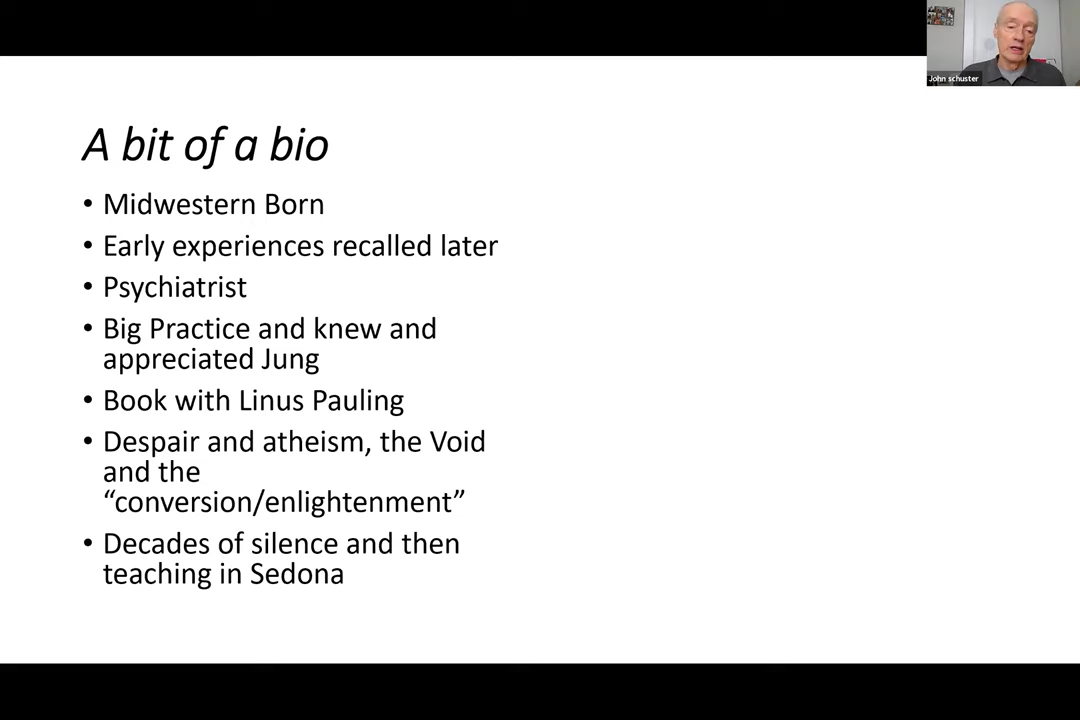 John schuster
A bit of a bio
• Midwestern Born
• Early experiences recalled later
• Psychiatrist
• Big Practice and knew and
appreciated Jung
• Book with Linus Pauling
• Despair and atheism, the Void
and the
“conversion/enlightenment”
• Decades of silence and then
teaching in Sedona